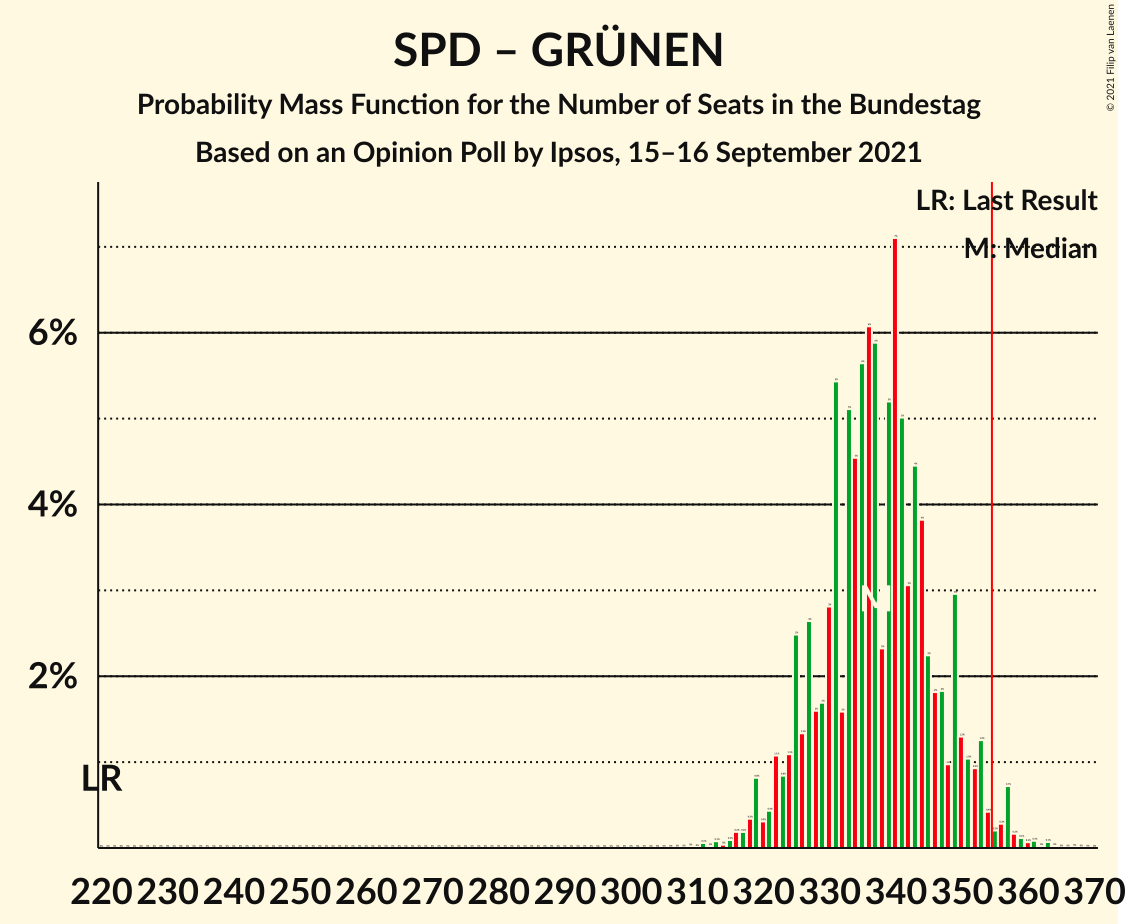 SPD – GRÜNEN
Probability Mass Function for the Number of Seats in the Bundestag
Based on an Opinion Poll by Ipsos, 15–16 September 2021
© 2021 Filip van Laenen
LR: Last Result
M: Median
6%
4%
2%
LR
M
220 230 240 250 260 270 280 290 300 310 320 330 340 350 360 370